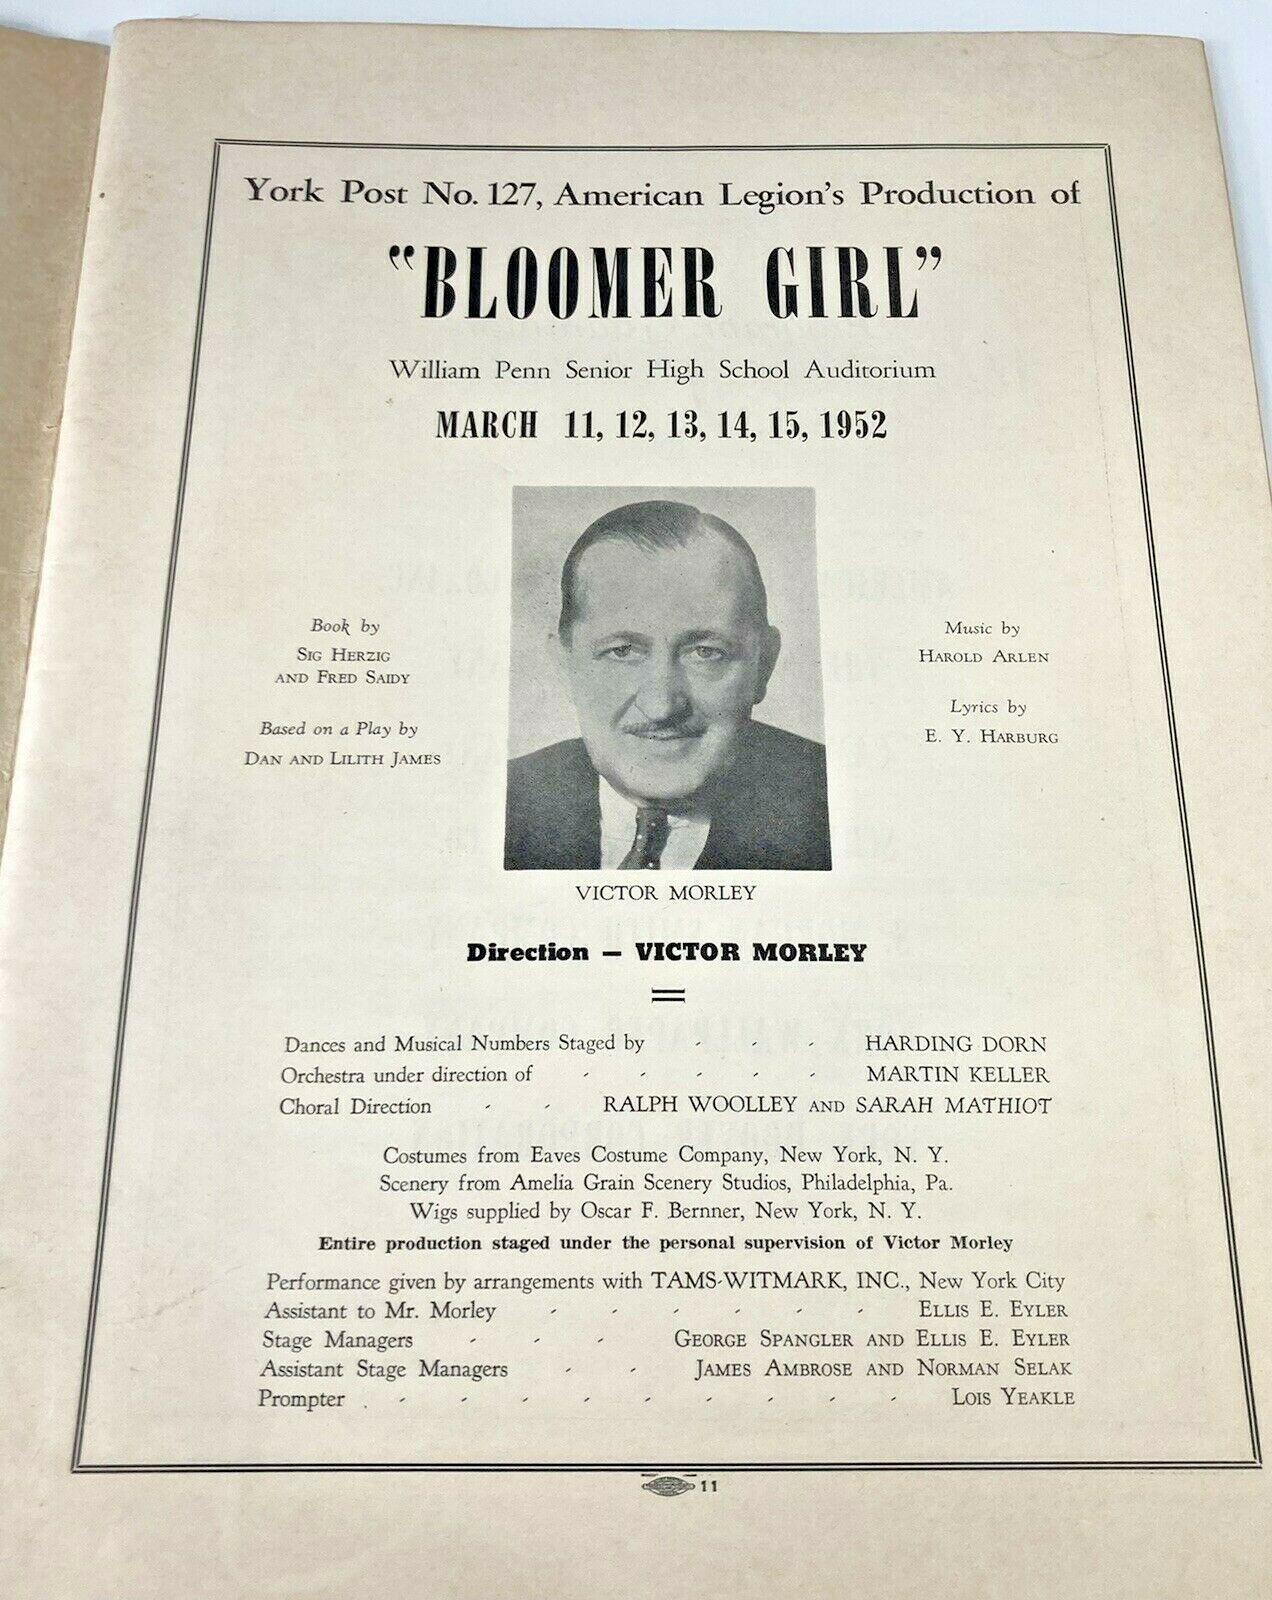 York Post No. 127, American Legion's Production of
"BLOOMER GIRL"
William Penn Senior High School Auditorium
MARCH 11, 12, 13, 14, 15, 1952
Book by
SIG HERZIG
AND FRED SAIDY
Based on a Play by
DAN AND LILITH JAMES
Music by
HAROLD ARLEN
Lyrics by
E. Y. HARBURG
VICTOR MORLEY
Direction — VICTOR MORLEY
Dances and Musical Numbers Staged by - - - HARDING DORN
Orchestra under direction of - - - - - MARTIN KELLER
Choral Direction - - RALPH WOOLLEY AND SARAH MATHIOT
Costumes from Eaves Costume Company, New York, N. Y.
Scenery from Amelia Grain Scenery Studios, Philadelphia, Pa.
Wigs supplied by Oscar F. Bernner, New York, N. Y.
Entire production staged under the personal supervision of Victor Morley
Performance given by arrangements with TAMS-WITMARK, INC., New York City
Assistant to Mr. Morley - - - - - - ELLIS E. EYLER
Stage Managers - - - GEORGE SPANGLER AND ELLIS E. EYLER
Assistant Stage Managers - - JAMES AMBROSE AND NORMAN SELAK
Prompter . - - - - - - - - - LOIS YEAKLE
11